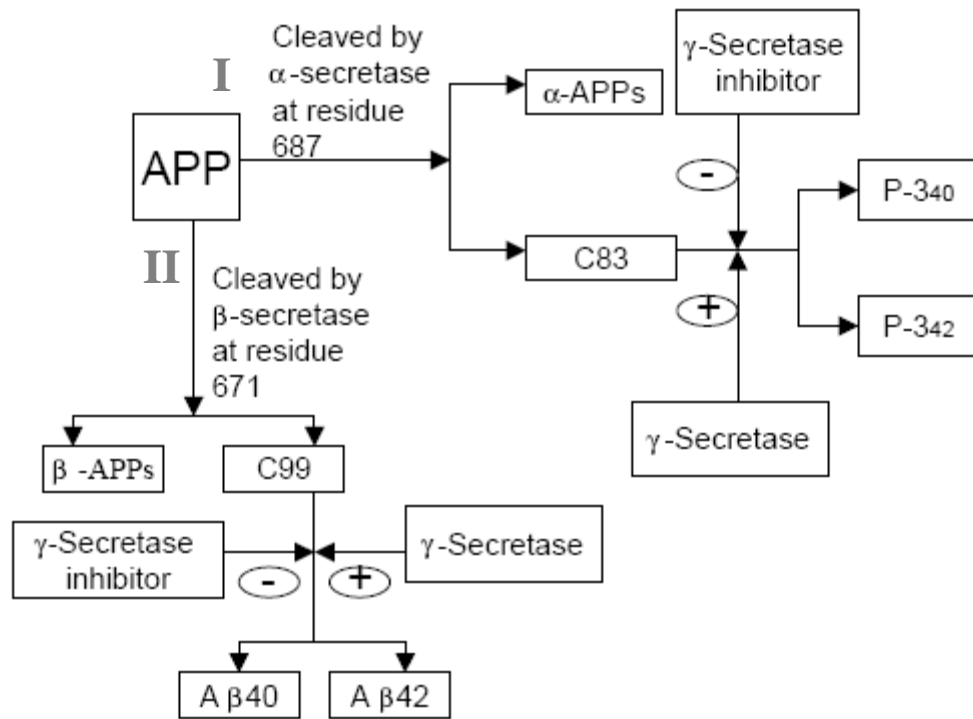 I
Cleaved by
α-secretase
at residue
687
APP
α-APPs
γ-Secretase
inhibitor
-
C83
+
P-340
P-342
γ-Secretase
II
Cleaved by
β-secretase
at residue
671
β -APPs
C99
γ-Secretase
inhibitor
-
+
γ-Secretase
A β40
A β42